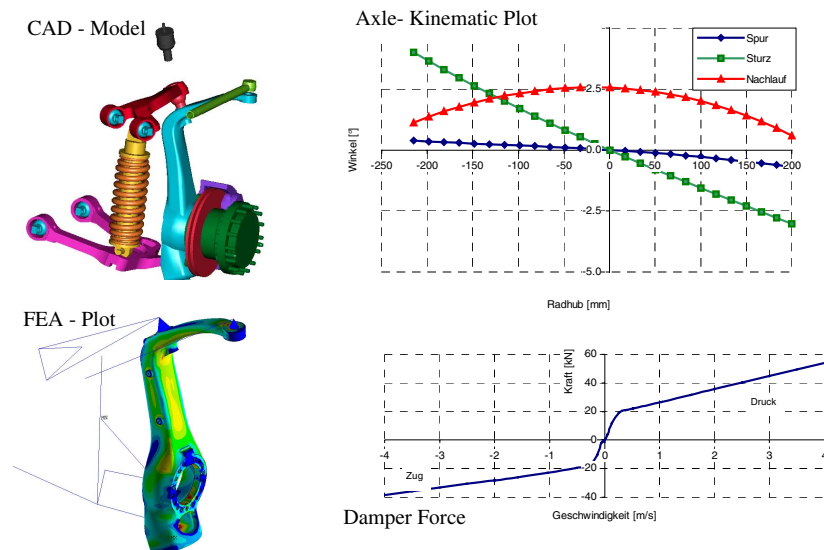 CAD - Model
Axle- Kinematic Plot
Spur
Sturz
Nachlauf
2.5
Winkel [°]
0.0
-250 -200 -150 -100 -50 0 50 100 150 200
-2.5
-5.0
Radhub [mm]
FEA - Plot
Kraft [kN]
60
40
20
0
-20
-40
Druck
-4 -3 -2 -1 0 1 2 3 4
Zug
Damper Force
Geschwindigkeit [m/s]